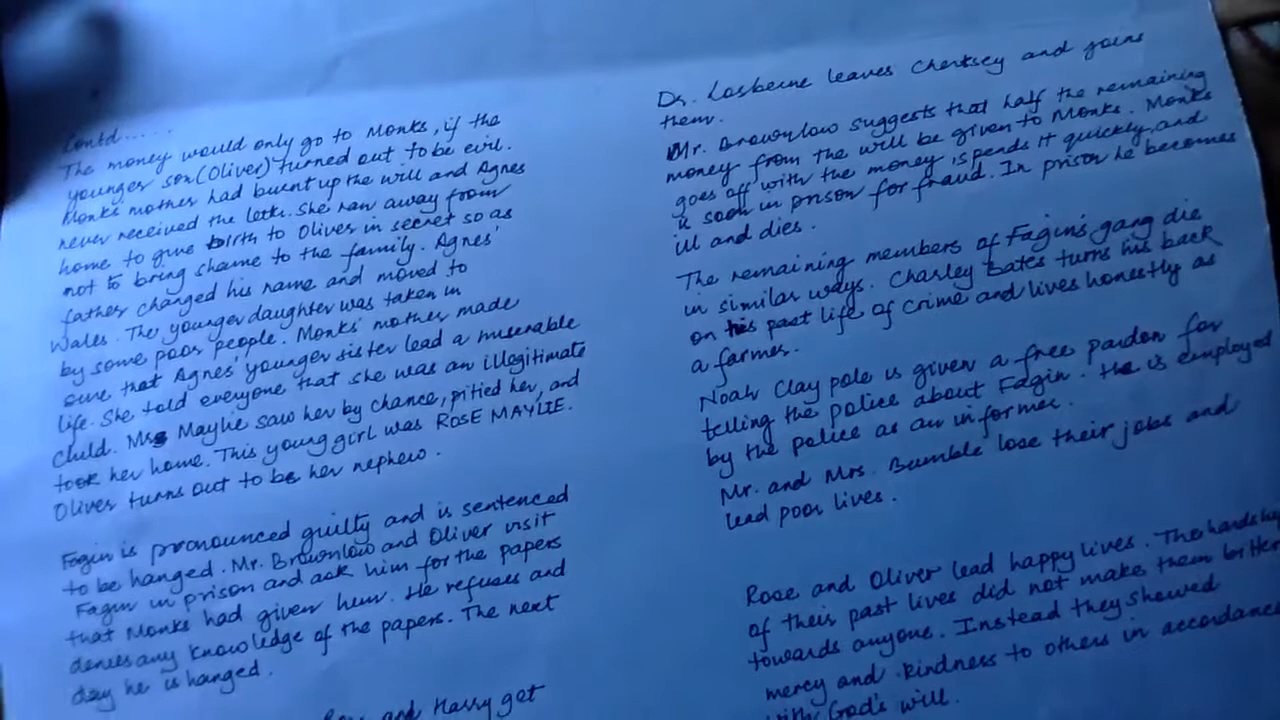 Contd.....
The money would only go to Monks, if the
younger son (Oliver) turned out to be evil.
Monks' mother had burnt up the will and Agnes
never received the lette. She ran away from
home to give birth to Oliver in secret so as
not to bring shame to the family. Agnes'
father changed his name and moved to
Wales. The younger daughter was taken in
by some poor people. Monks' mother made
sure that Agnes' younger sister lead a miserable
life. She told everyone that she was an illegitimate
child. Mrs Maylie saw her by chance, pitied her, and
took her home. This young girl was ROSE MAYLIE.
Oliver turns out to be her nephew.
Fagin is pronounced guilty and is sentenced
to be hanged. Mr. Brownlow and Oliver visit
Fagin in prison and ask him for the papers
that Monks had given him. He refuses and
denies any knowledge of the papers. The next
day he is hanged.
and Harry get
Dr. Losberne leaves Chertsey and joins
them.
Mr. Brownlow suggests that half the remaining
money from the will be given to Monks. Monks
goes off with the money, spends it quickly, and
is soon in prison for fraud. In prison he becomes
ill and dies.
The remaining members of Fagin's gang die
in similar ways. Charley Bates turns his back
on his past life of crime and lives honestly as
a farmer.
Noah Claypole is given a free pardon for
telling the police about Fagin. He is employed
by the police as an informer.
Mr. and Mrs. Bumble lose their jobs and
lead poor lives.
Rose and Oliver lead happy lives. The hardship
of their past lives did not make them bitter
towards anyone. Instead they showed
mercy and kindness to others in accordance
with God's will.